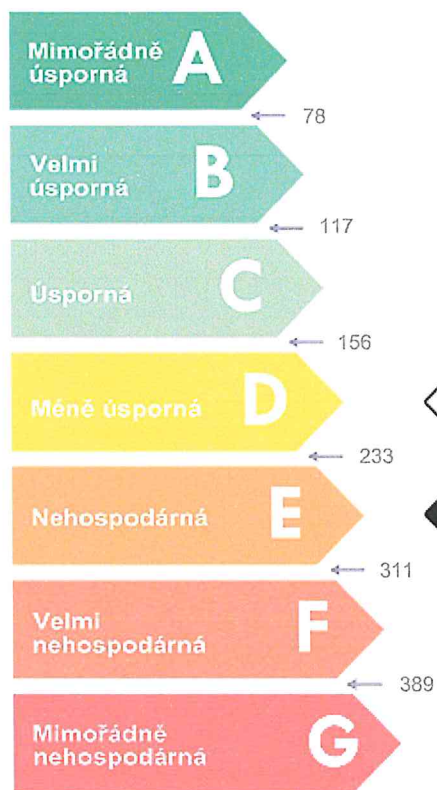 Mimořádně
úsporná
A
78
Velmi
úsporná
B
117
Úsporná
C
156
Méně úsporná
D
233
Nehospodárná
E
311
Velmi
nehospodárná
F
389
Mimořádně
nehospodárná
G